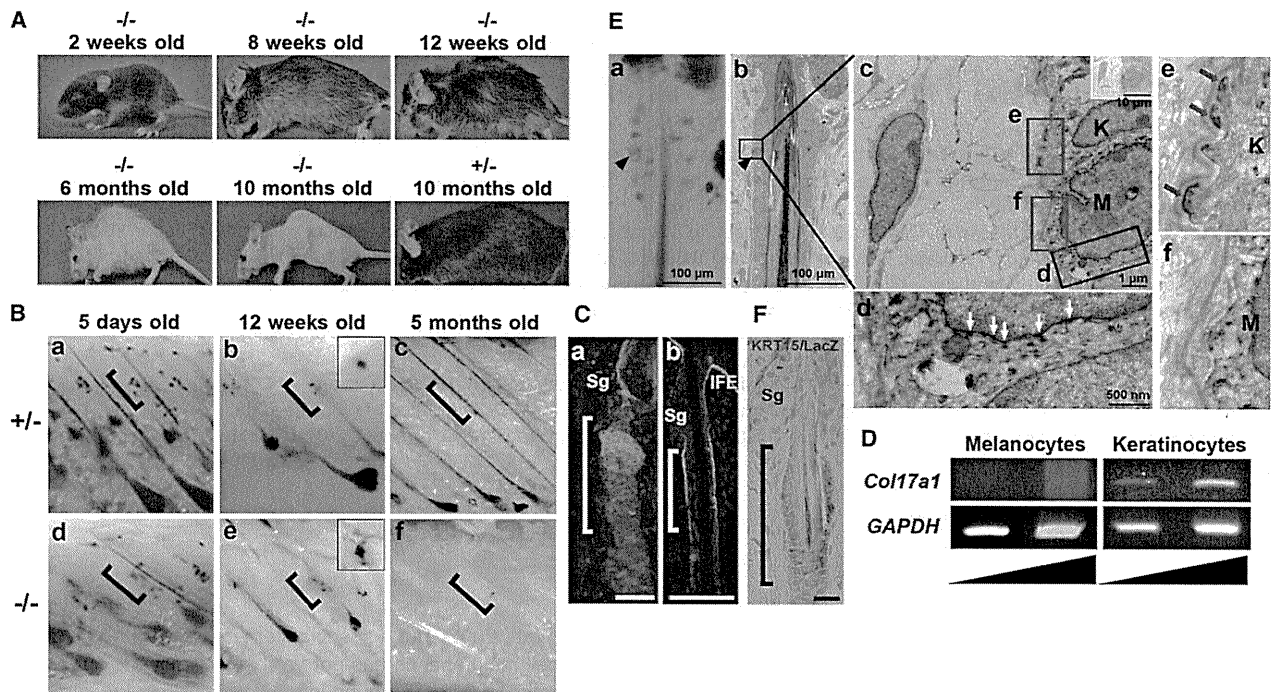 A
-/-
2 weeks old
-/-
8 weeks old
-/-
12 weeks old
-/-
6 months old
-/-
10 months old
+/-
10 months old
B
5 days old
12 weeks old
5 months old
+/-
a
b
c
-/-
d
e
f
C
a
Sg
b
Sg
IFE
F
KRT15/LacZ
Sg
E
a
100 µm
b
100 µm
c
10 µm
e
K
M
f
d
1 µm
d
500 nm
e
K
f
M
D
Melanocytes
Keratinocytes
Col17a1
GAPDH